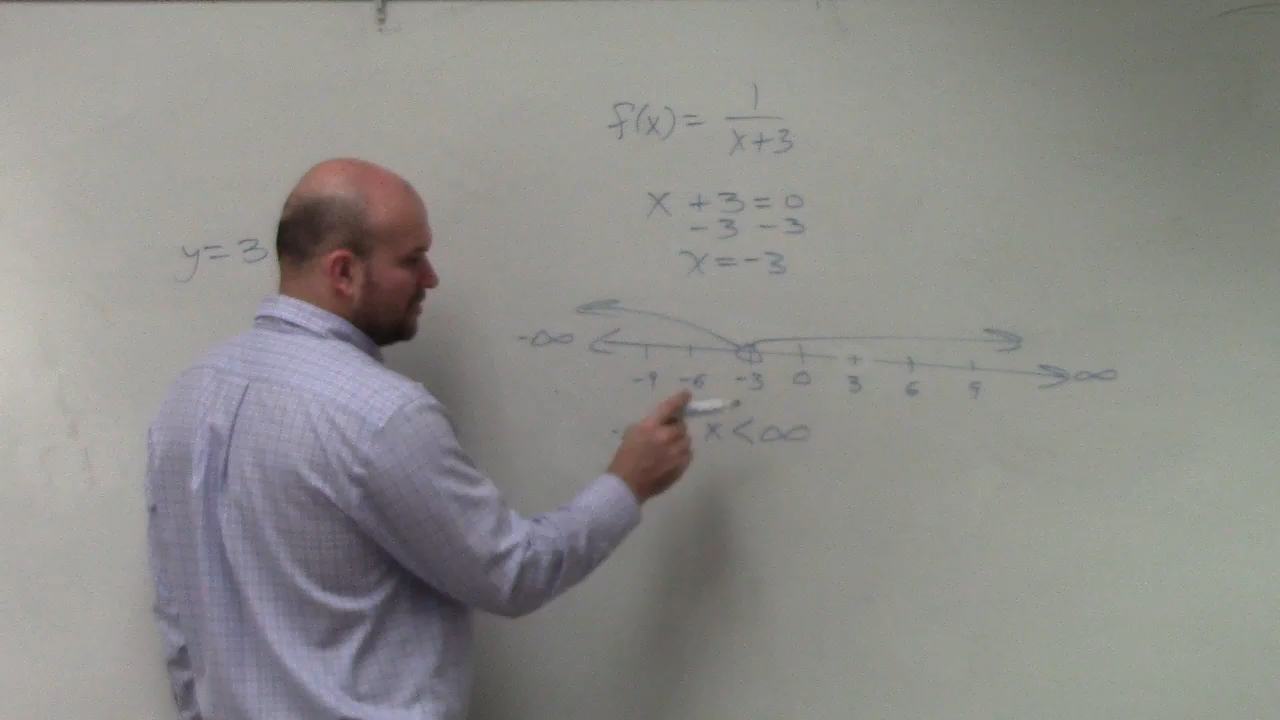 f(x) = 1/(x+3)
y = 3
x + 3 = 0
-3 -3
x = -3
-∞ ∞
-9 -6 -3 0 3 6 9
x < ∞